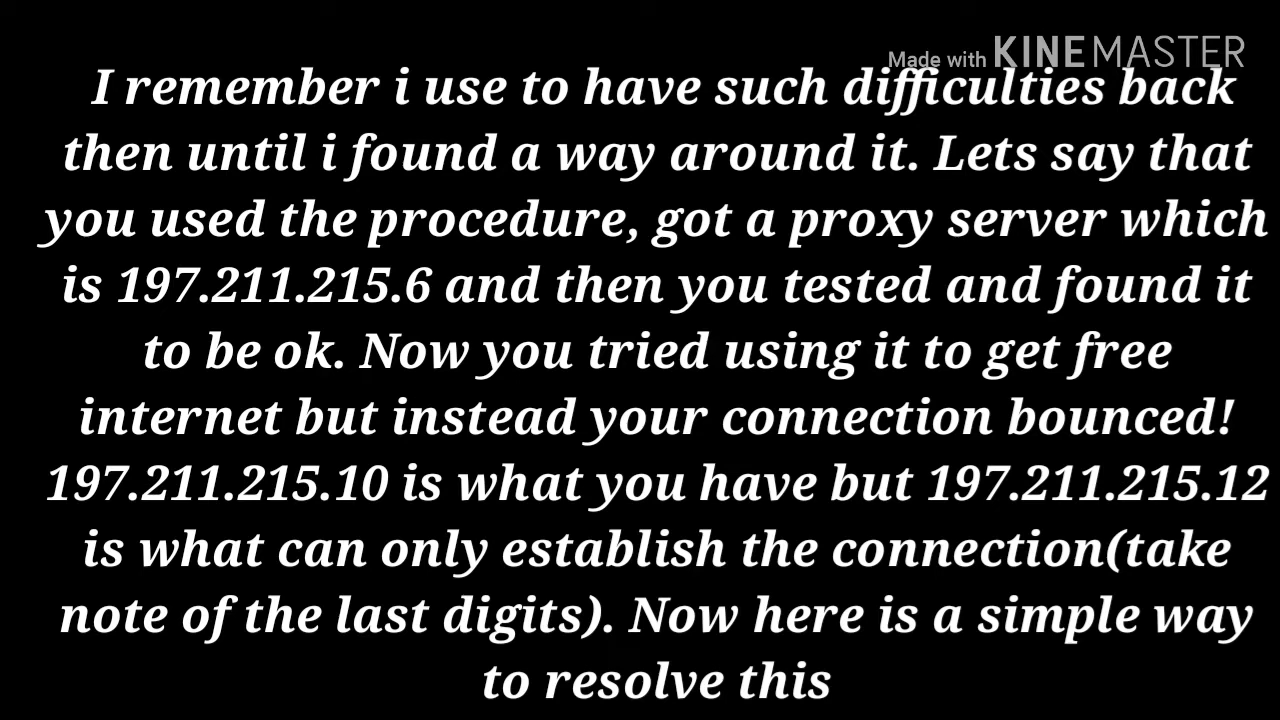 Made with KINEMASTER
I remember i use to have such difficulties back
then until i found a way around it. Lets say that
you used the procedure, got a proxy server which
is 197.211.215.6 and then you tested and found it
to be ok. Now you tried using it to get free
internet but instead your connection bounced!
197.211.215.10 is what you have but 197.211.215.12
is what can only establish the connection(take
note of the last digits). Now here is a simple way
to resolve this